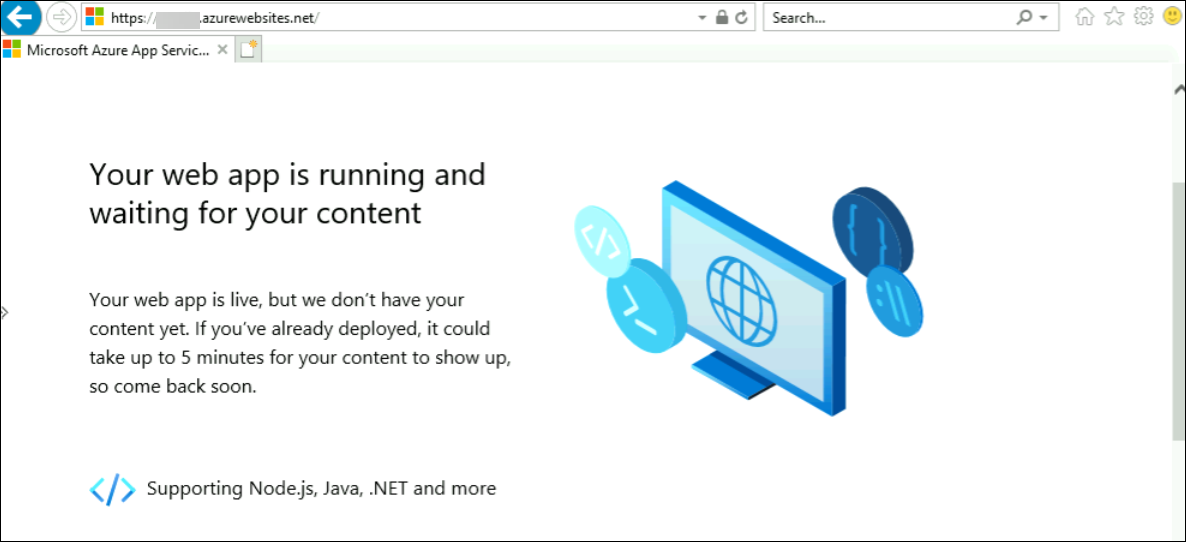 https://.azurewebsites.net/
Search...
Microsoft Azure App Servic...
Your web app is running and
waiting for your content
Your web app is live, but we don’t have your
content yet. If you’ve already deployed, it could
take up to 5 minutes for your content to show up,
so come back soon.
</> Supporting Node.js, Java, .NET and more